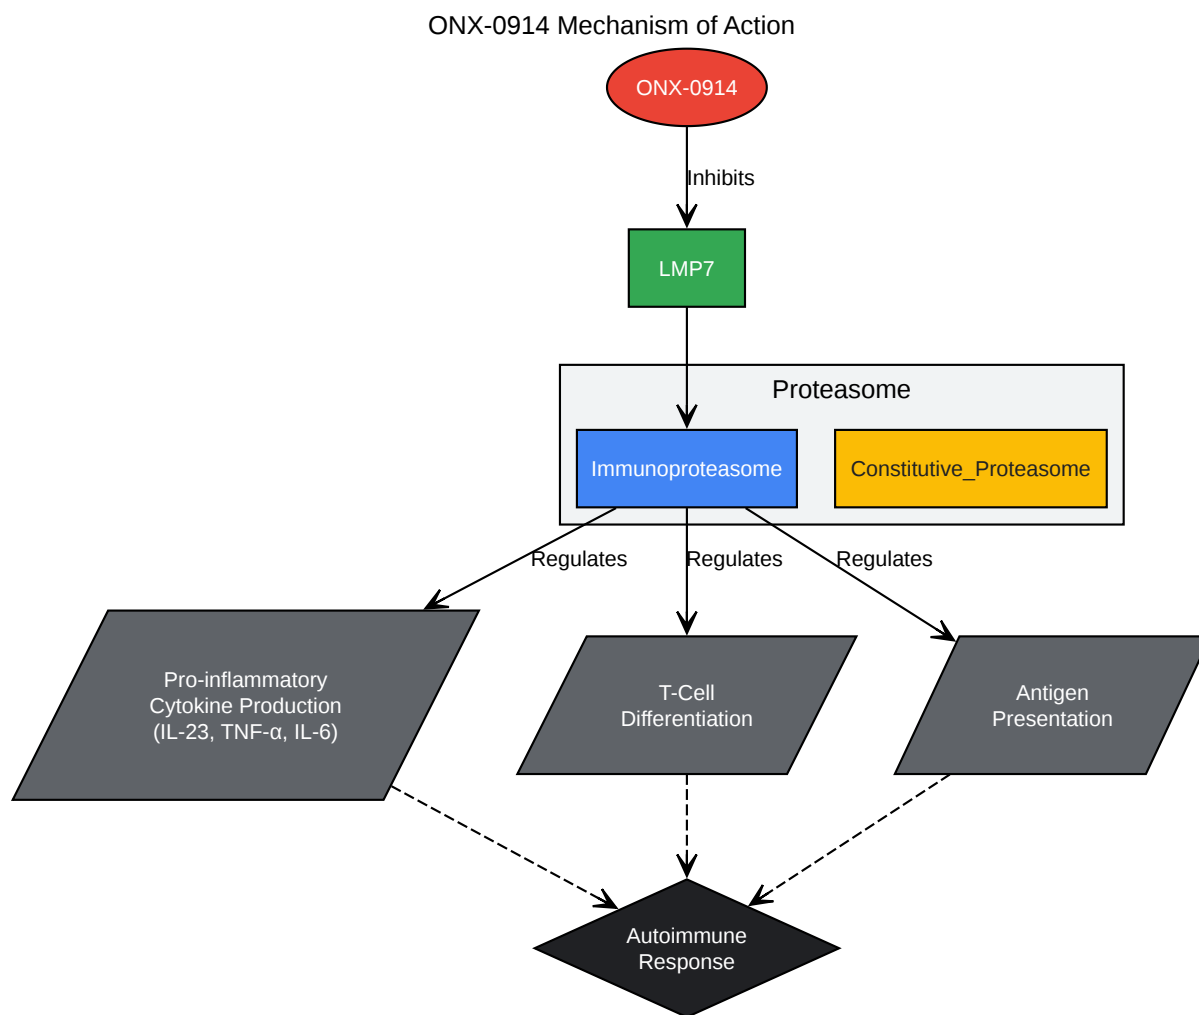 ONX-0914 Mechanism of Action
ONX-0914
Inhibits
LMP7
Proteasome
Immunoproteasome
Constitutive_Proteasome
Regulates
Regulates
Regulates
Pro-inflammatory
Cytokine Production
(IL-23, TNF-α, IL-6)
T-Cell
Differentiation
Antigen
Presentation
Autoimmune
Response